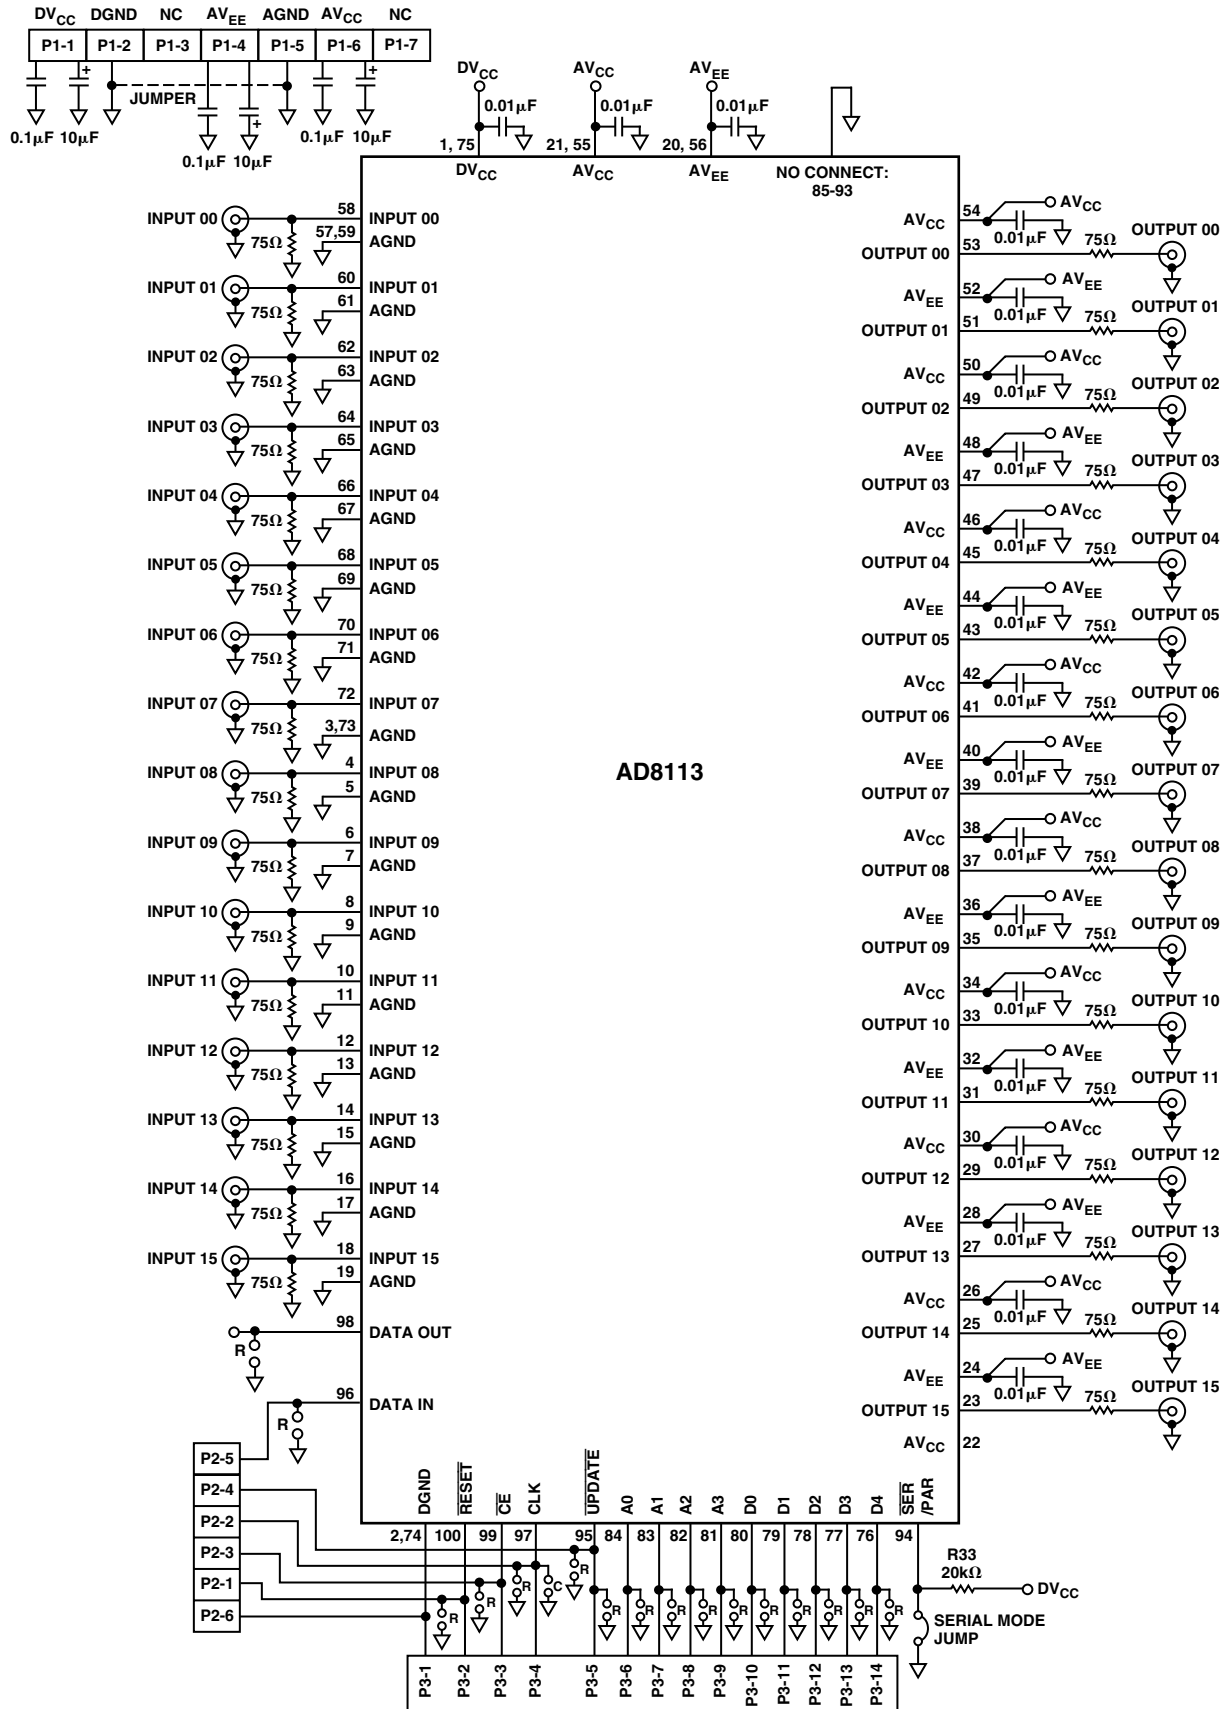 DVCC DGND NC AVEE AGND AVCC NC
P1-1 P1-2 P1-3 P1-4 P1-5 P1-6 P1-7
JUMPER
0.1μF 10μF 0.1μF 10μF
0.1μF 10μF
DVCC AVCC AVEE
0.01μF 0.01μF 0.01μF
1, 75 21, 55 20, 56
DVCC AVCC AVEE NO CONNECT:
85-93
AD8113
INPUT 00 58 INPUT 00
75Ω 57,59 AGND
INPUT 01 60 INPUT 01
75Ω 61 AGND
INPUT 02 62 INPUT 02
75Ω 63 AGND
INPUT 03 64 INPUT 03
75Ω 65 AGND
INPUT 04 66 INPUT 04
75Ω 67 AGND
INPUT 05 68 INPUT 05
75Ω 69 AGND
INPUT 06 70 INPUT 06
75Ω 71 AGND
INPUT 07 72 INPUT 07
75Ω 3,73 AGND
INPUT 08 4 INPUT 08
75Ω 5 AGND
INPUT 09 6 INPUT 09
75Ω 7 AGND
INPUT 10 8 INPUT 10
75Ω 9 AGND
INPUT 11 10 INPUT 11
75Ω 11 AGND
INPUT 12 12 INPUT 12
75Ω 13 AGND
INPUT 13 14 INPUT 13
75Ω 15 AGND
INPUT 14 16 INPUT 14
75Ω 17 AGND
INPUT 15 18 INPUT 15
75Ω 19 AGND
98 DATA OUT
R
96 DATA IN
R
AVCC 54 0.01μF AVCC
OUTPUT 00 53 75Ω OUTPUT 00
AVEE 52 0.01μF AVEE
OUTPUT 01 51 75Ω OUTPUT 01
AVCC 50 0.01μF AVCC
OUTPUT 02 49 75Ω OUTPUT 02
AVEE 48 0.01μF AVEE
OUTPUT 03 47 75Ω OUTPUT 03
AVCC 46 0.01μF AVCC
OUTPUT 04 45 75Ω OUTPUT 04
AVEE 44 0.01μF AVEE
OUTPUT 05 43 75Ω OUTPUT 05
AVCC 42 0.01μF AVCC
OUTPUT 06 41 75Ω OUTPUT 06
AVEE 40 0.01μF AVEE
OUTPUT 07 39 75Ω OUTPUT 07
AVCC 38 0.01μF AVCC
OUTPUT 08 37 75Ω OUTPUT 08
AVEE 36 0.01μF AVEE
OUTPUT 09 35 75Ω OUTPUT 09
AVCC 34 0.01μF AVCC
OUTPUT 10 33 75Ω OUTPUT 10
AVEE 32 0.01μF AVEE
OUTPUT 11 31 75Ω OUTPUT 11
AVCC 30 0.01μF AVCC
OUTPUT 12 29 75Ω OUTPUT 12
AVEE 28 0.01μF AVEE
OUTPUT 13 27 75Ω OUTPUT 13
AVCC 26 0.01μF AVCC
OUTPUT 14 25 75Ω OUTPUT 14
AVEE 24 0.01μF AVEE
OUTPUT 15 23 75Ω OUTPUT 15
AVCC 22
P2-5
P2-4
P2-2
P2-3
P2-1
P2-6
DGND RESET CE CLK UPDATE A0 A1 A2 A3 D0 D1 D2 D3 D4 SER
/PAR
2,74 100 99 97 95 84 83 82 81 80 79 78 77 76 94
R R R C R
R R R R R R R R R R
R33
20kΩ
DVCC
SERIAL MODE
JUMP
P3-1 P3-2 P3-3 P3-4 P3-5 P3-6 P3-7 P3-8 P3-9 P3-10 P3-11 P3-12 P3-13 P3-14